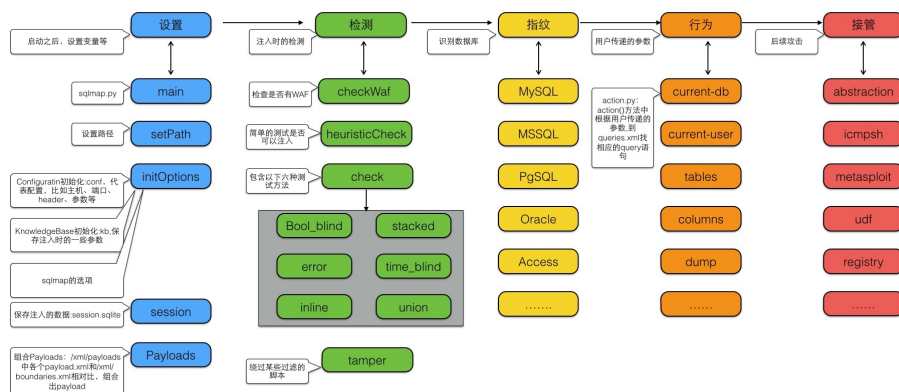 设置
检测
指纹
行为
接管
启动之后，设置变量等
注入时的检测
识别数据库
用户传递的参数
后续攻击
sqlmap.py
main
设置路径
setPath
initOptions
Configuratin初始化:conf，代
表配置，比如主机、端口、
header、参数等
KnowledgeBase初始化:kb,保
存注入时的一些参数
sqlmap的选项
保存注入的数据:session.sqlite
session
组合Payloads：/xml/payloads
中各个payload.xml和/xml/
boundaries.xml相对比，组合
出payload
Payloads
检查是否有WAF
checkWaf
简单的测试是否
可以注入
heuristicCheck
包含以下六种测
试方法
check
Bool_blind
stacked
error
time_blind
inline
union
绕过某些过滤的
脚本
tamper
MySQL
MSSQL
PgSQL
Oracle
Access
.......
action.py：
action()方法中
根据用户传递的
参数,到
queries.xml找
相应的query语
句
current-db
current-user
tables
columns
dump
......
abstraction
icmpsh
metasploit
udf
registry
......